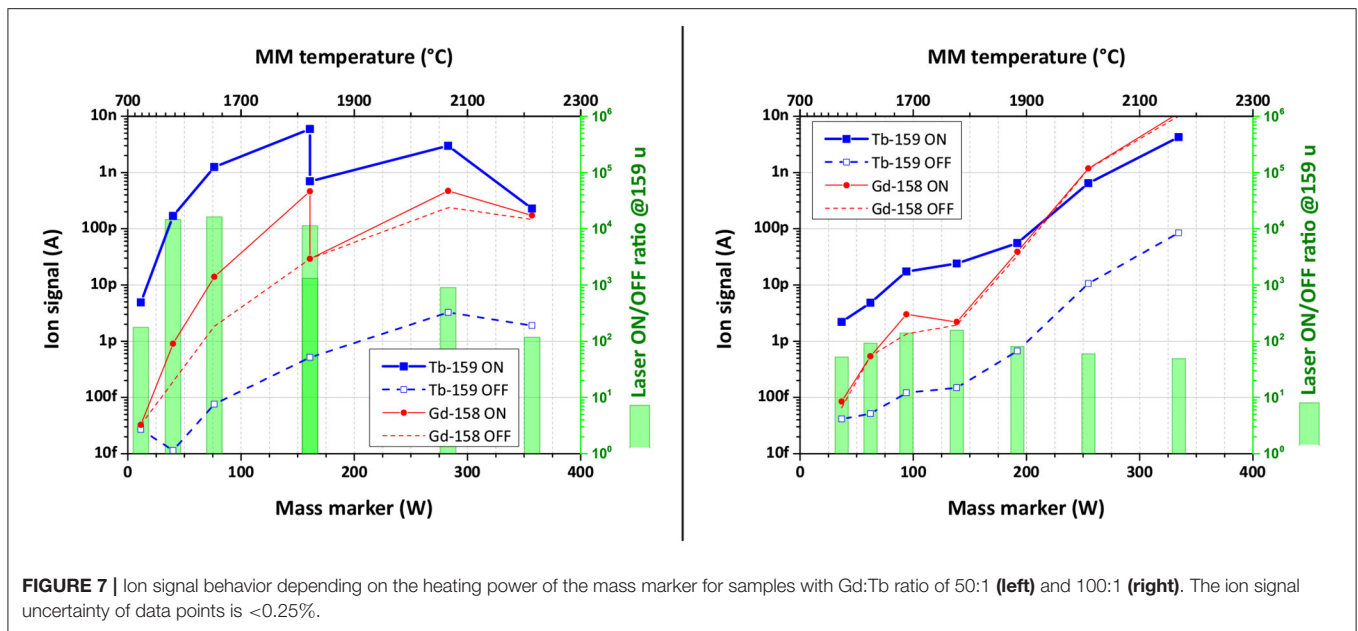 MM temperature (°C)
700 1700 1900 2100 2300
10n
1n
100p
10p
1p
100f
10f
Ion signal (A)
10⁶
10⁵
10⁴
10³
10²
10¹
10⁰
Laser ON/OFF ratio @159 u
Tb-159 ON
Tb-159 OFF
Gd-158 ON
Gd-158 OFF
0 100 200 300 400
Mass marker (W)
MM temperature (°C)
700 1700 1900 2100 2300
10n
1n
100p
10p
1p
100f
10f
Ion signal (A)
Tb-159 ON
Tb-159 OFF
Gd-158 ON
Gd-158 OFF
10⁶
10⁵
10⁴
10³
10²
10¹
10⁰
Laser ON/OFF ratio @159 u
0 100 200 300 400
Mass marker (W)
FIGURE 7 | Ion signal behavior depending on the heating power of the mass marker for samples with Gd:Tb ratio of 50:1 (left) and 100:1 (right). The ion signal
uncertainty of data points is <0.25%.